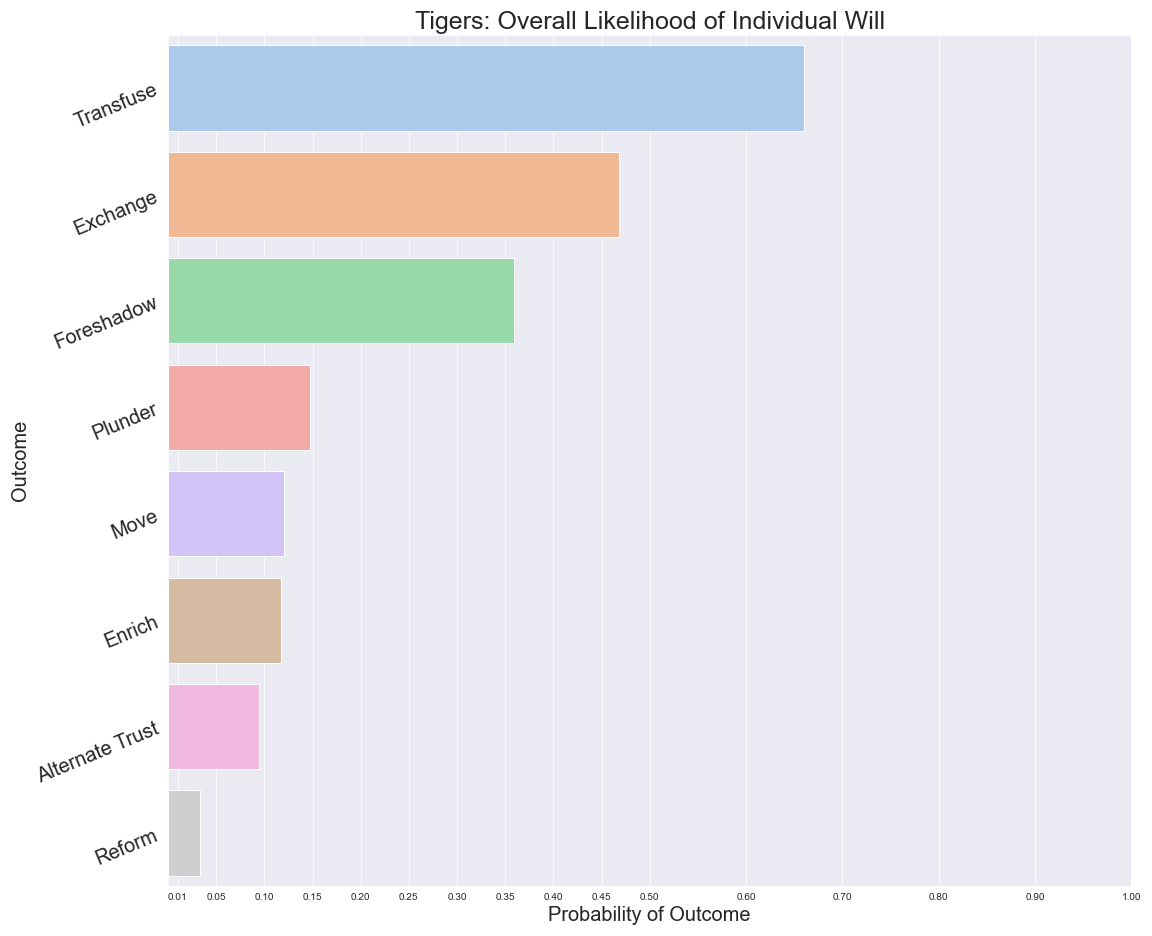 Tigers: Overall Likelihood of Individual Will
Transfuse
Exchange
Foreshadow
Plunder
Move
Enrich
Alternate Trust
Reform
Outcome
0.01 0.05 0.10 0.15 0.20 0.25 0.30 0.35 0.40 0.45 0.50 0.60 0.70 0.80 0.90 1.00
Probability of Outcome